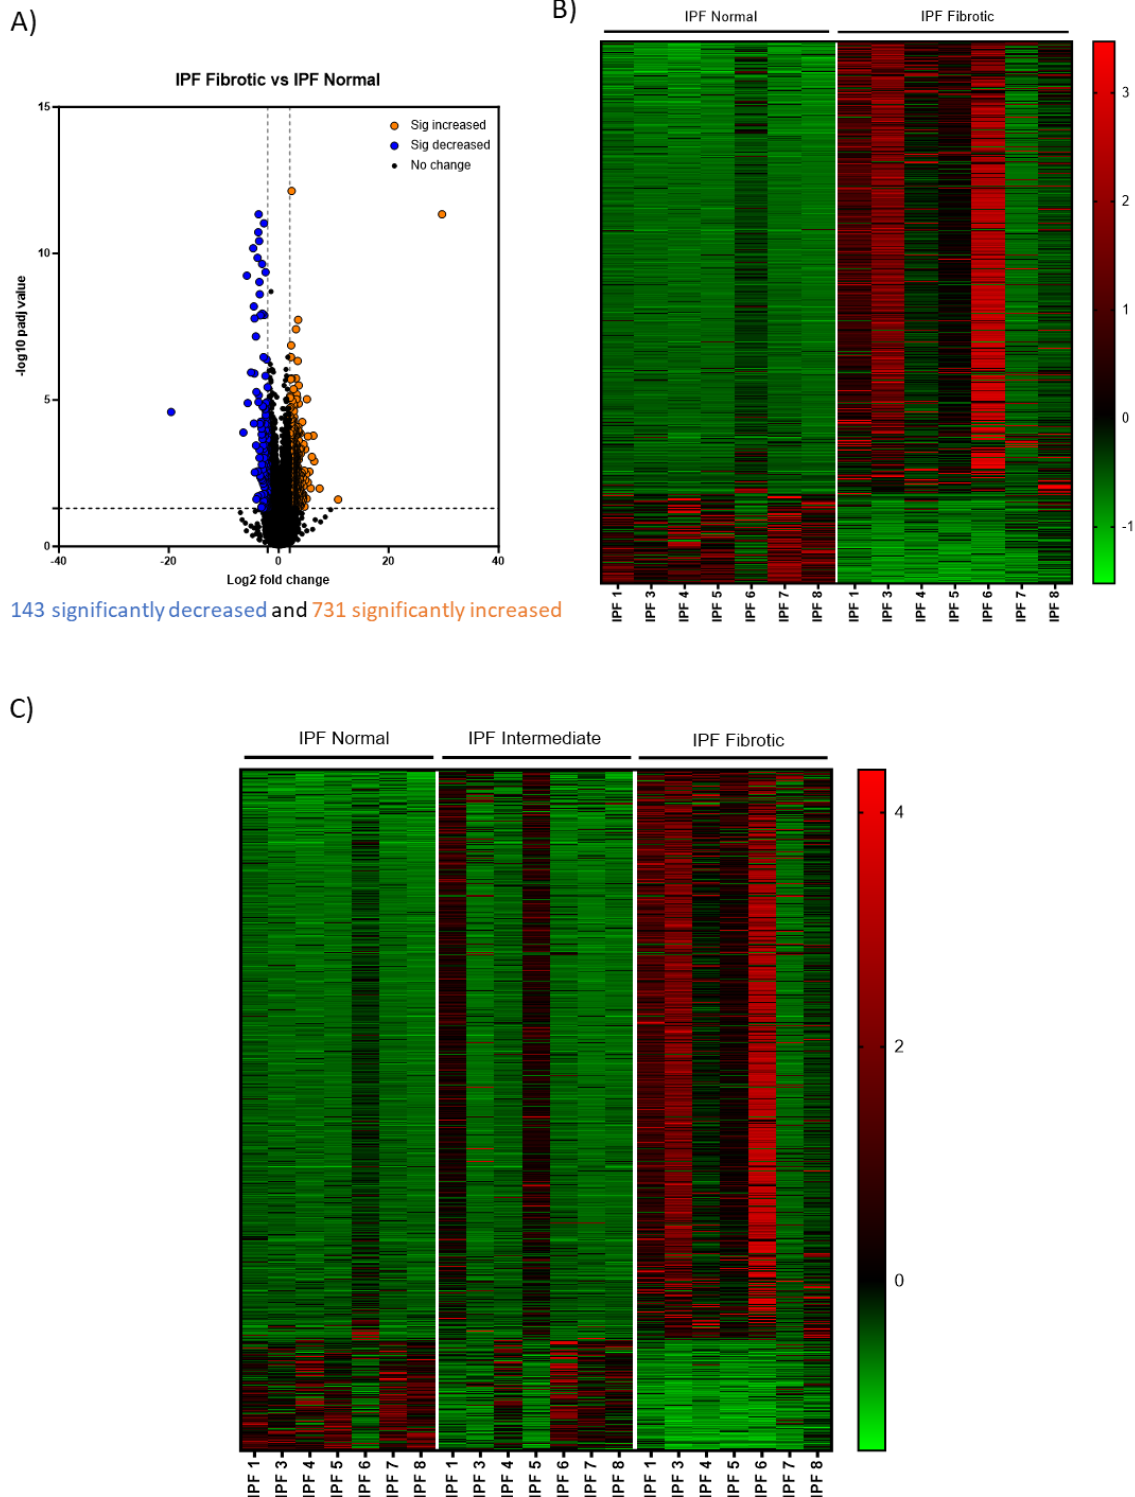 A)
IPF Fibrotic vs IPF Normal
15
10
5
0
-log10 padj value
Sig increased
Sig decreased
No change
-40
-20
0
20
40
Log2 fold change
143 significantly decreased and 731 significantly increased
B)
IPF Normal
IPF Fibrotic
3
2
1
0
-1
IPF 1
IPF 3
IPF 4
IPF 5
IPF 6
IPF 7
IPF 8
IPF 1
IPF 3
IPF 4
IPF 5
IPF 6
IPF 7
IPF 8
C)
IPF Normal
IPF Intermediate
IPF Fibrotic
4
2
0
IPF 1
IPF 3
IPF 4
IPF 5
IPF 6
IPF 7
IPF 8
IPF 1
IPF 3
IPF 4
IPF 5
IPF 6
IPF 7
IPF 8
IPF 1
IPF 3
IPF 4
IPF 5
IPF 6
IPF 7
IPF 8